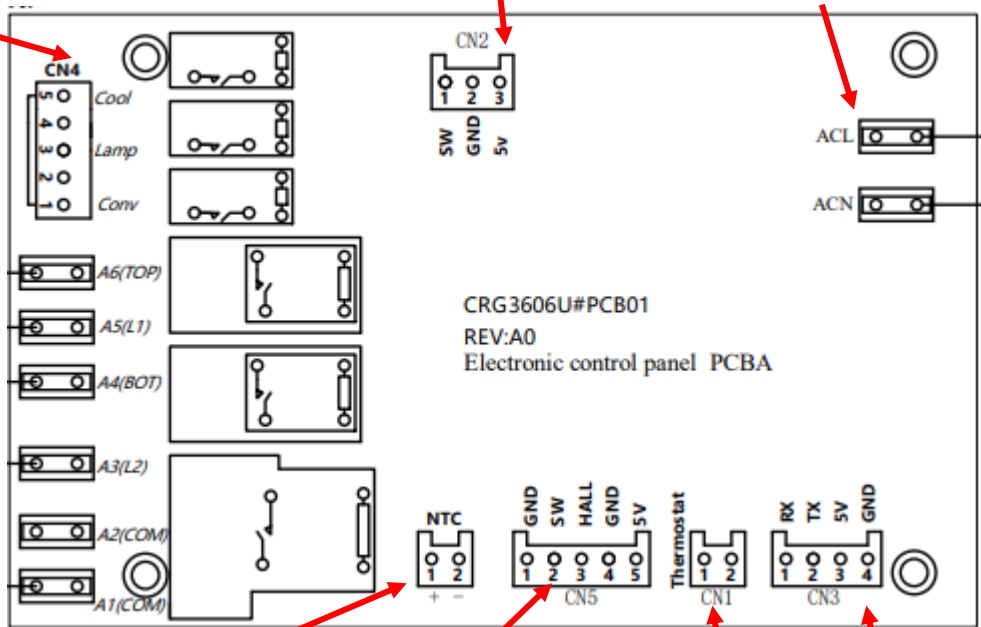 CN4
5
Cool
4
3
Lamp
2
1
Conv
CN2
1 2 3
SW
GND
5v
ACL
ACN
A6(TOP)
A5(L1)
A4(BOT)
A3(L2)
A2(COM)
A1(COM)
CRG3606U#PCB01
REV:A0
Electronic control panel PCBA
NTC
1 2
+ −
GND
SW
HALL
GND
5V
1 2 3 4 5
CN5
Thermostat
1 2
CN1
RX
TX
5V
GND
1 2 3 4
CN3